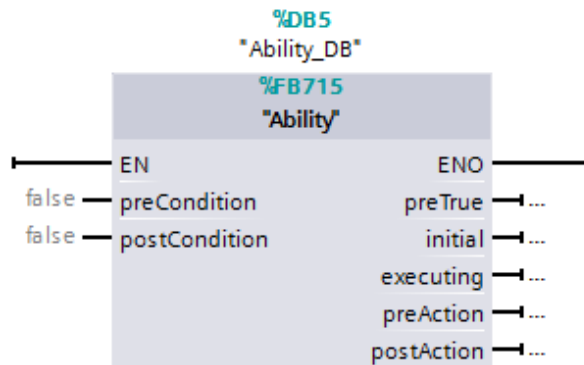 %DB5
"Ability_DB"
%FB715
"Ability"
EN ENO
false preCondition preTrue ...
false postCondition initial ...
executing ...
preAction ...
postAction ...